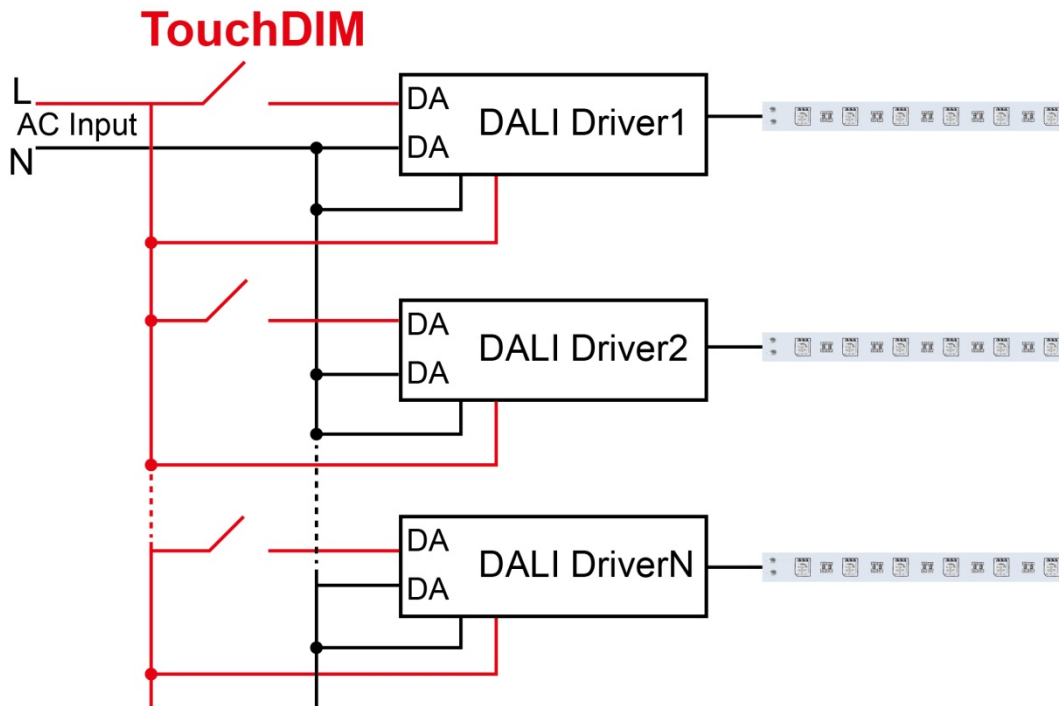 TouchDIM
L
AC Input
N
DA
DA
DALI Driver1
DA
DA
DALI Driver2
DA
DA
DALI DriverN